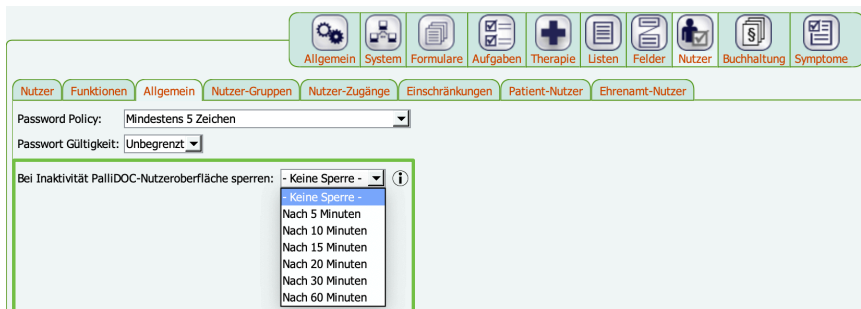 Allgemein System Formulare Aufgaben Therapie Listen Felder Nutzer Buchhaltung Symptome
Nutzer Funktionen Allgemein Nutzer-Gruppen Nutzer-Zugänge Einschränkungen Patient-Nutzer Ehrenamt-Nutzer
Password Policy: Mindestens 5 Zeichen
Passwort Gültigkeit: Unbegrenzt
Bei Inaktivität PalliDOC-Nutzeroberfläche sperren: - Keine Sperre -
- Keine Sperre -
Nach 5 Minuten
Nach 10 Minuten
Nach 15 Minuten
Nach 20 Minuten
Nach 30 Minuten
Nach 60 Minuten